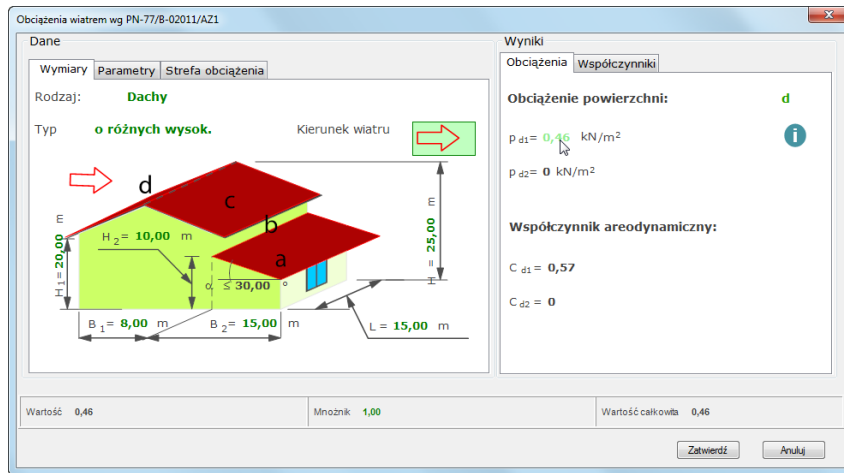 Obciążenia wiatrem wg PN-77/B-02011/AZ1
x
Dane
Wymiary Parametry Strefa obciążenia
Rodzaj: Dachy
Typ o różnych wysok. Kierunek wiatru
d
c
b
a
H 1= 20,00 m
H 2= 10,00 m
H = 25,00 m
α ≤ 30,00 °
B 1= 8,00 m B 2= 15,00 m L = 15,00 m
Wyniki
Obciążenia Współczynniki
Obciążenie powierzchni: d
p d1= 0,46 kN/m²
i
p d2= 0 kN/m²
Współczynnik areodynamiczny:
C d1 = 0,57
C d2 = 0
Wartość 0,46 Mnożnik 1,00 Wartość całkowita 0,46
Zatwierdź Anuluj